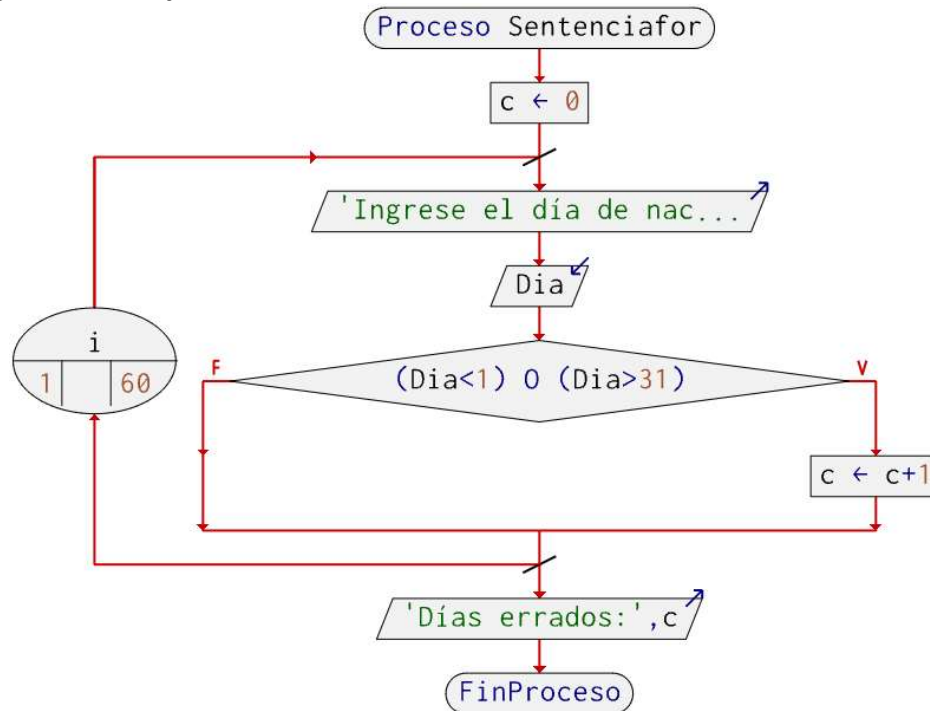 Proceso Sentenciafor
c ← 0
'Ingrese el día de nac...
Dia
i
1 60
F
(Dia<1) O (Dia>31)
V
c ← c+1
'Días errados:',c
FinProceso